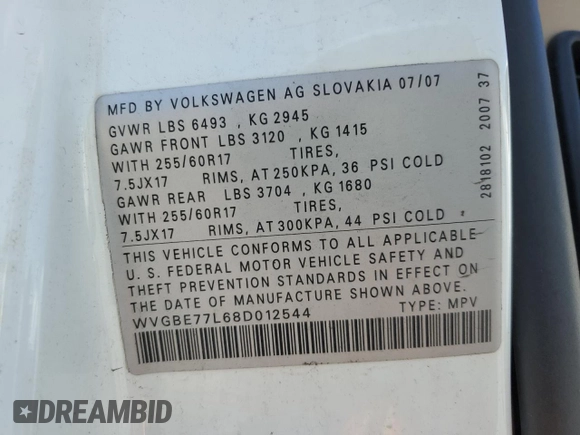 MFD BY VOLKSWAGEN AG SLOVAKIA 07/07
GVWR LBS 6493 , KG 2945
GAWR FRONT LBS 3120 , KG 1415
WITH 255/60R17 TIRES,
7.5JX17 RIMS, AT 250KPA, 36 PSI COLD
GAWR REAR LBS 3704 , KG 1680
WITH 255/60R17 TIRES,
7.5JX17 RIMS, AT 300KPA, 44 PSI COLD
THIS VEHICLE CONFORMS TO ALL APPLICABLE
U.S. FEDERAL MOTOR VEHICLE SAFETY AND
THEFT PREVENTION STANDARDS IN EFFECT ON
THE DATE OF MANUFACTURE SHOWN ABOVE.
WVGBE77L68D012544 TYPE: MPV
2818102 2007 37
DREAMBID